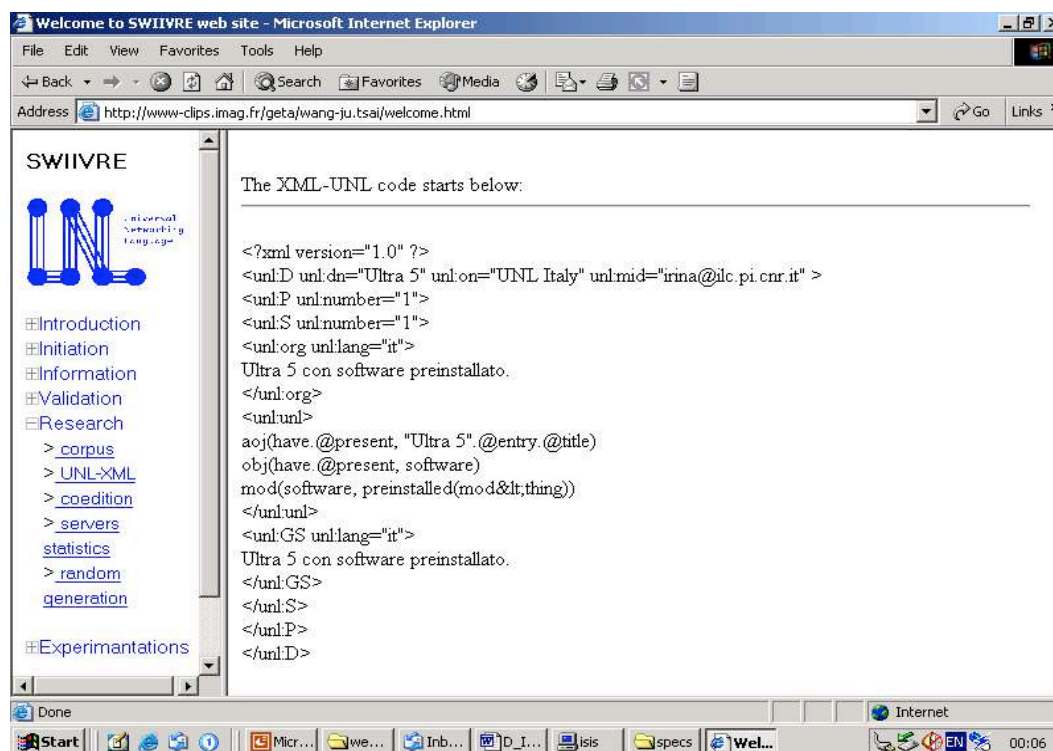 Welcome to SWIIVRE web site - Microsoft Internet Explorer
File Edit View Favorites Tools Help
Back Search Favorites Media
Address http://www-clips.imag.fr/geta/wang-ju.tsai/welcome.html Go Links
SWIIVRE
Universal
Networking
Language
Introduction
Initiation
Information
Validation
Research
> corpus
> UNL-XML
> coedition
> servers
statistics
> random
generation
Experimantations
The XML-UNL code starts below:
<?xml version="1.0" ?>
<unl:D unl:dn="Ultra 5" unl:on="UNL Italy" unl:mid="irina@ilc.pi.cnr.it" >
<unl:P unl:number="1">
<unl:S unl:number="1">
<unl:org unl:lang="it">
Ultra 5 con software preinstallato.
</unl:org>
<unl:unl>
aoj(have.@present, "Ultra 5".@entry.@title)
obj(have.@present, software)
mod(software, preinstalled(mod&lt;thing))
</unl:unl>
<unl:GS unl:lang="it">
Ultra 5 con software preinstallato.
</unl:GS>
</unl:S>
</unl:P>
</unl:D>
Done Internet
Start Micr... we... Inb... D_I... isis specs Wel... EN 00:06